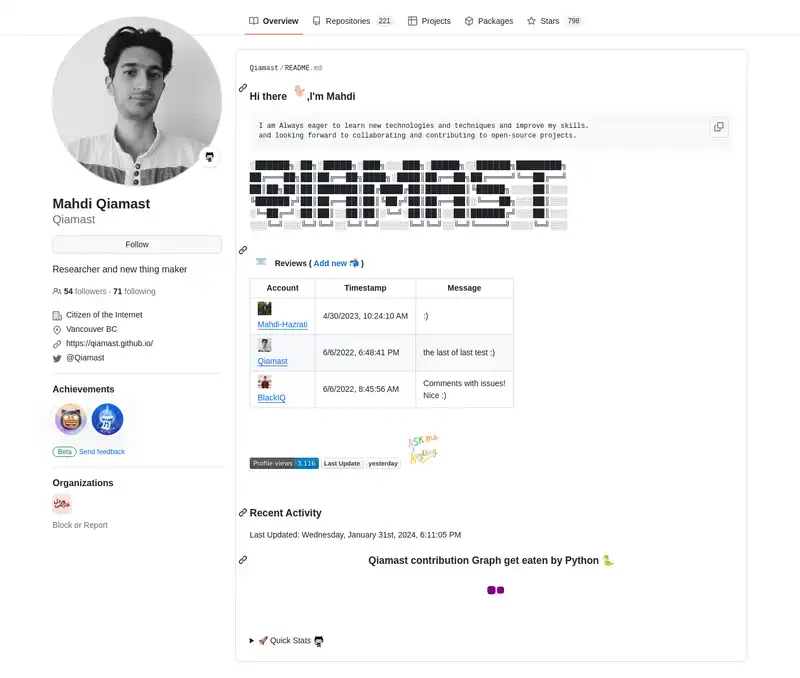 Overview
Repositories 221
Projects
Packages
Stars 798
Mahdi Qiamast
Qiamast
Follow
Researcher and new thing maker
54 followers · 71 following
Citizen of the Internet
Vancouver BC
https://qiamast.github.io/
@Qiamast
Achievements
Beta Send feedback
Organizations
Block or Report
Qiamast/README.md
Hi there 👋,I'm Mahdi
I am Always eager to learn new technologies and techniques and improve my skills.
and looking forward to collaborating and contributing to open-source projects.
QIAMAST
Reviews ( Add new 📬 )
Account Timestamp Message
Mahdi-Hazrati 4/30/2023, 10:24:10 AM :)
Qiamast 6/6/2022, 6:48:41 PM the last of last test :)
BlackIQ 6/6/2022, 8:45:56 AM Comments with issues!
Nice :)
ASK me
Anything
Profile views 3,116 Last Update yesterday
Recent Activity
Last Updated: Wednesday, January 31st, 2024, 6:11:05 PM
Qiamast contribution Graph get eaten by Python 🐍
🚀 Quick Stats